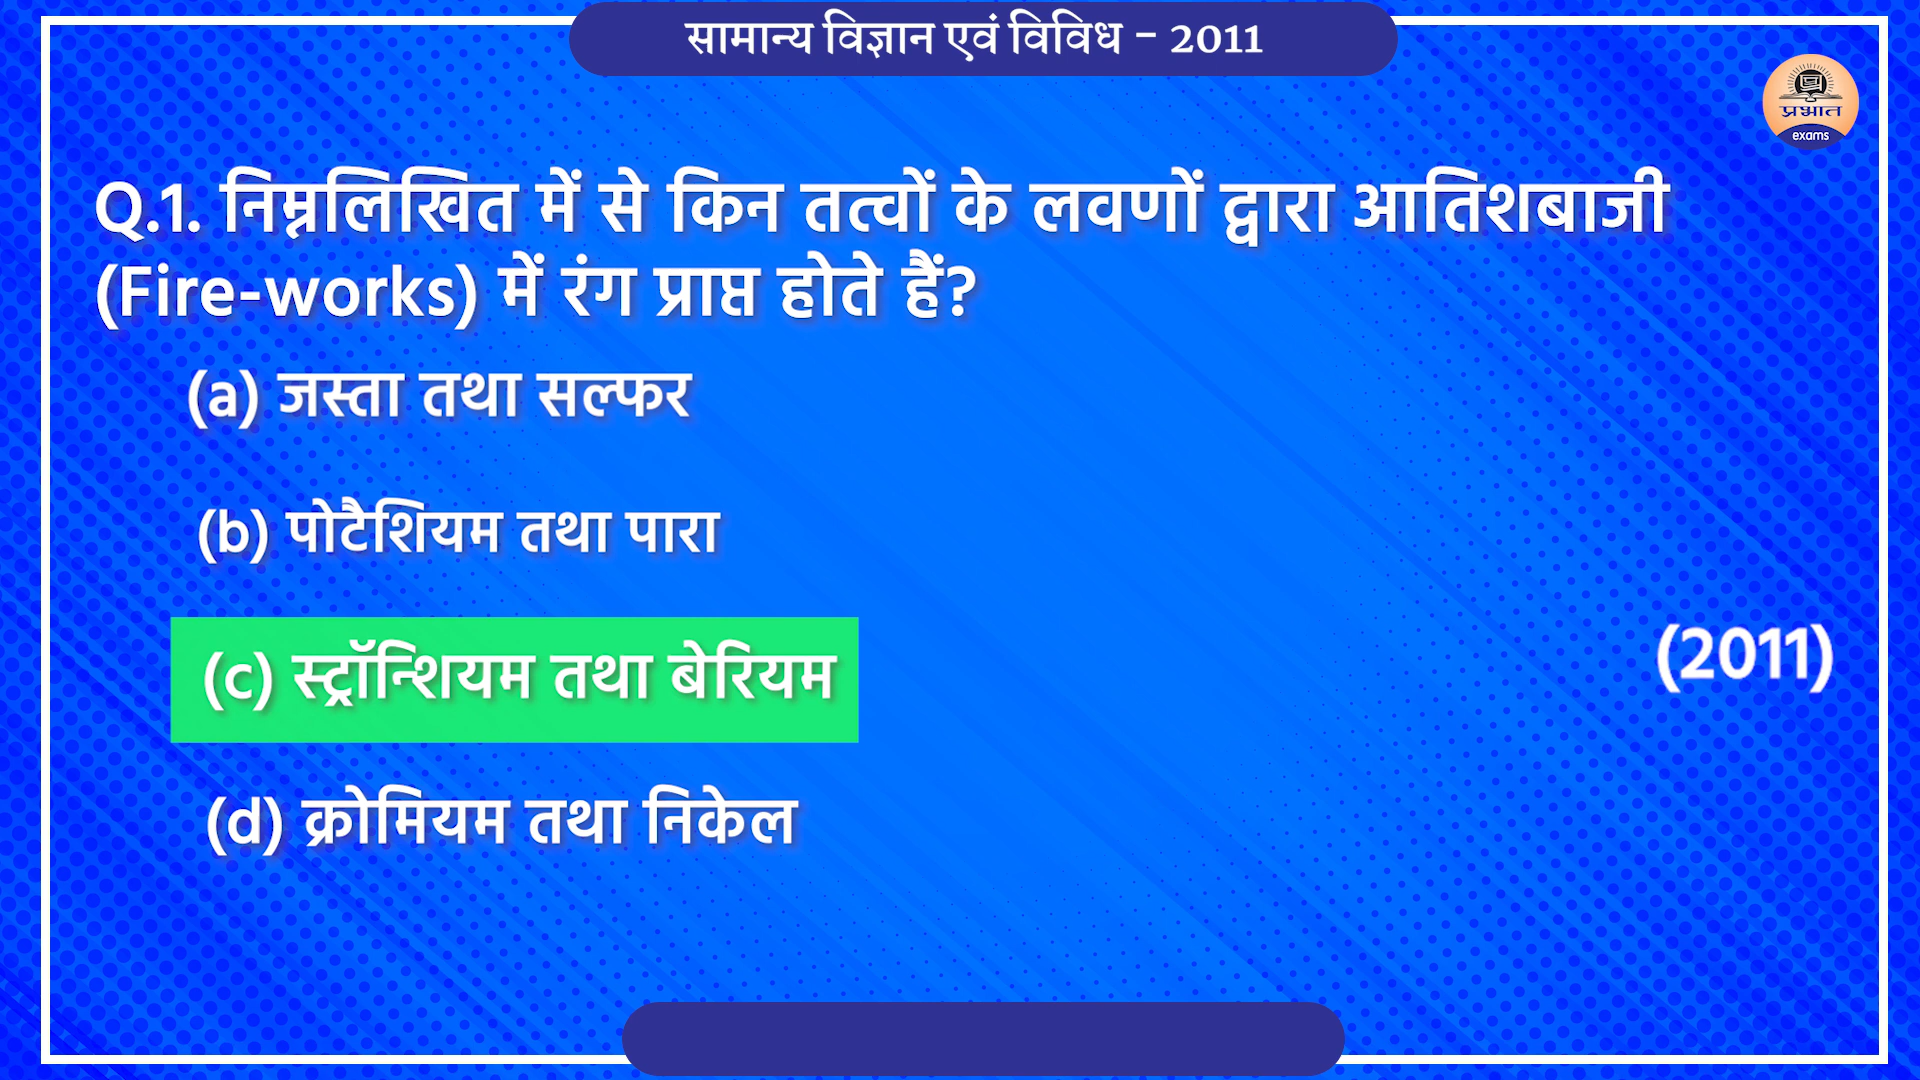 सामान्य विज्ञान एवं विविध – 2011
प्रभात
exams
Q.1. निम्नलिखित में से किन तत्वों के लवणों द्वारा आतिशबाजी
(Fire-works) में रंग प्राप्त होते हैं?
(a) जस्ता तथा सल्फर
(b) पोटैशियम तथा पारा
(c) स्ट्रॉन्शियम तथा बेरियम
(2011)
(d) क्रोमियम तथा निकेल